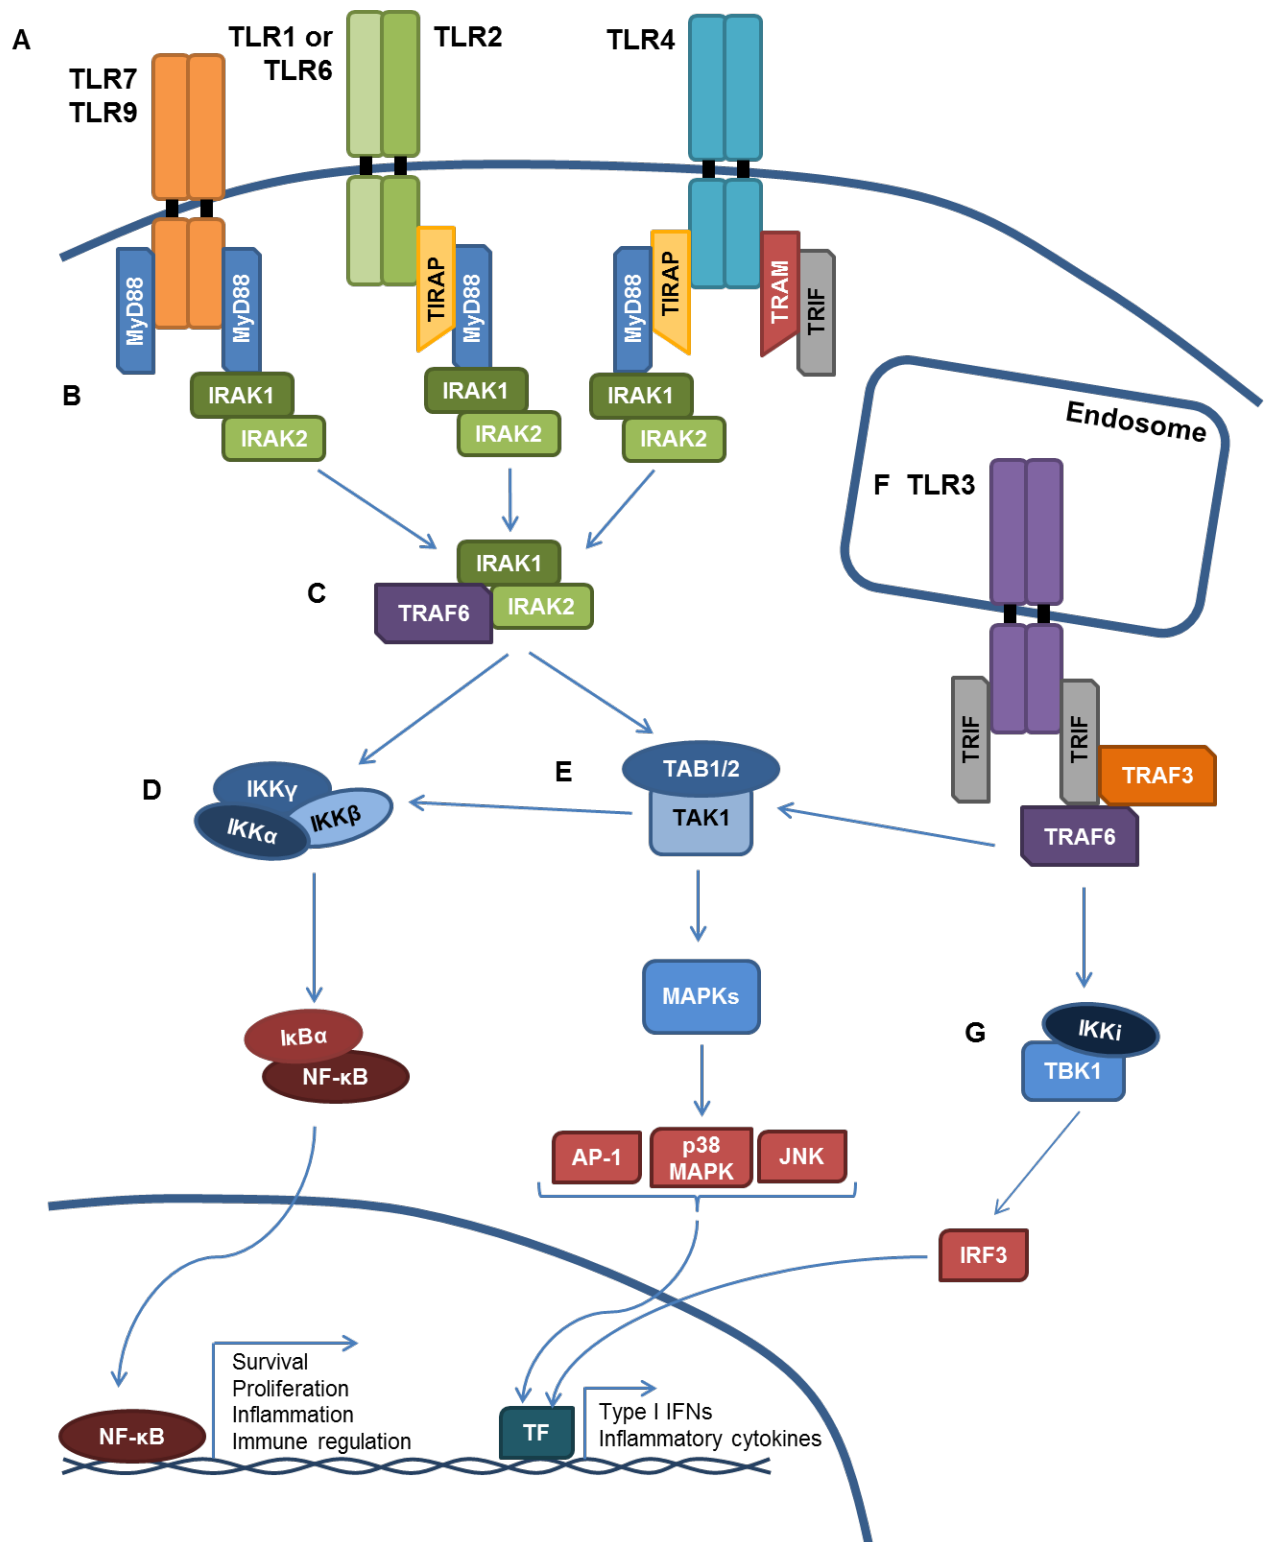 A
TLR7
TLR9
TLR1 or
TLR6
TLR2
TLR4
MyD88
MyD88
TIRAP
MyD88
MyD88
TIRAP
TRAM
TRIF
B
IRAK1
IRAK2
IRAK1
IRAK2
IRAK1
IRAK2
Endosome
F TLR3
C
IRAK1
TRAF6
IRAK2
TRIF
TRIF
TRAF3
TRAF6
D
IKKγ
IKKα
IKKβ
E
TAB1/2
TAK1
MAPKs
G
IKKi
TBK1
IκBα
NF-κB
AP-1
p38
MAPK
JNK
IRF3
Survival
Proliferation
Inflammation
Immune regulation
NF-κB
TF
Type I IFNs
Inflammatory cytokines